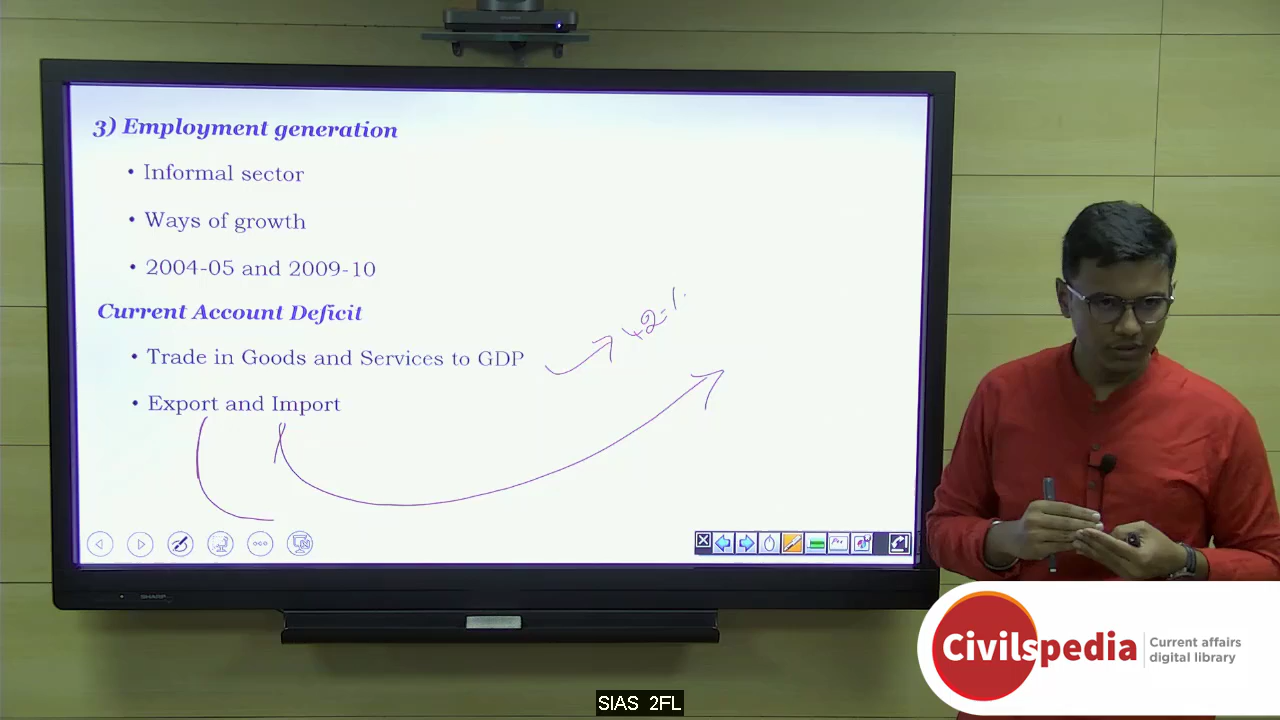 3) Employment generation
• Informal sector
• Ways of growth
• 2004-05 and 2009-10
Current Account Deficit
• Trade in Goods and Services to GDP
• Export and Import
SHARP
Civilspedia
Current affairs
digital library
SIAS 2FL